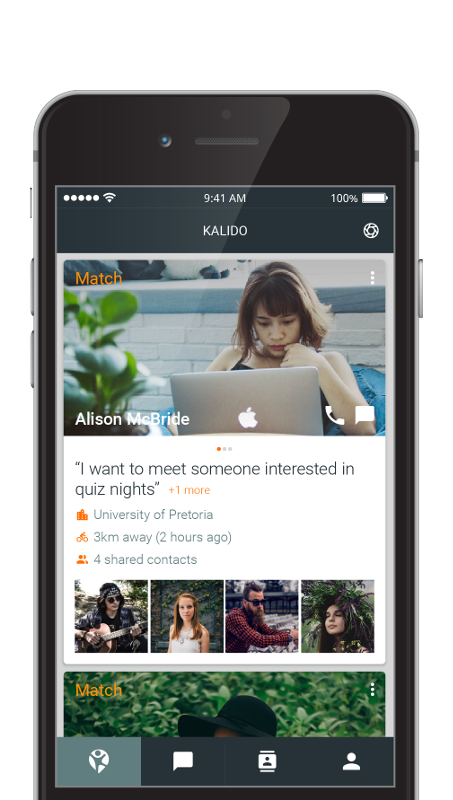 9:41 AM 100%
KALIDO
Match
Alison McBride
“I want to meet someone interested in
quiz nights” +1 more
University of Pretoria
3km away (2 hours ago)
4 shared contacts
Match